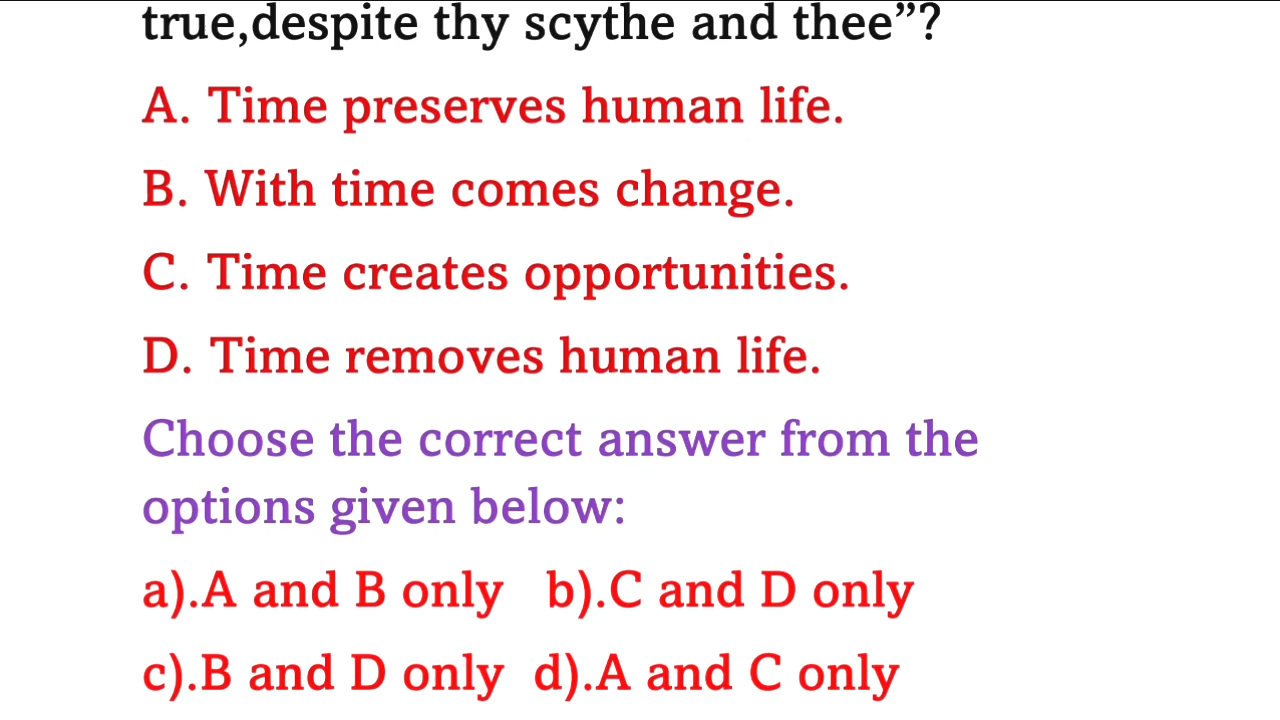 true,despite thy scythe and thee”?
A. Time preserves human life.
B. With time comes change.
C. Time creates opportunities.
D. Time removes human life.
Choose the correct answer from the
options given below:
a).A and B only b).C and D only
c).B and D only d).A and C only